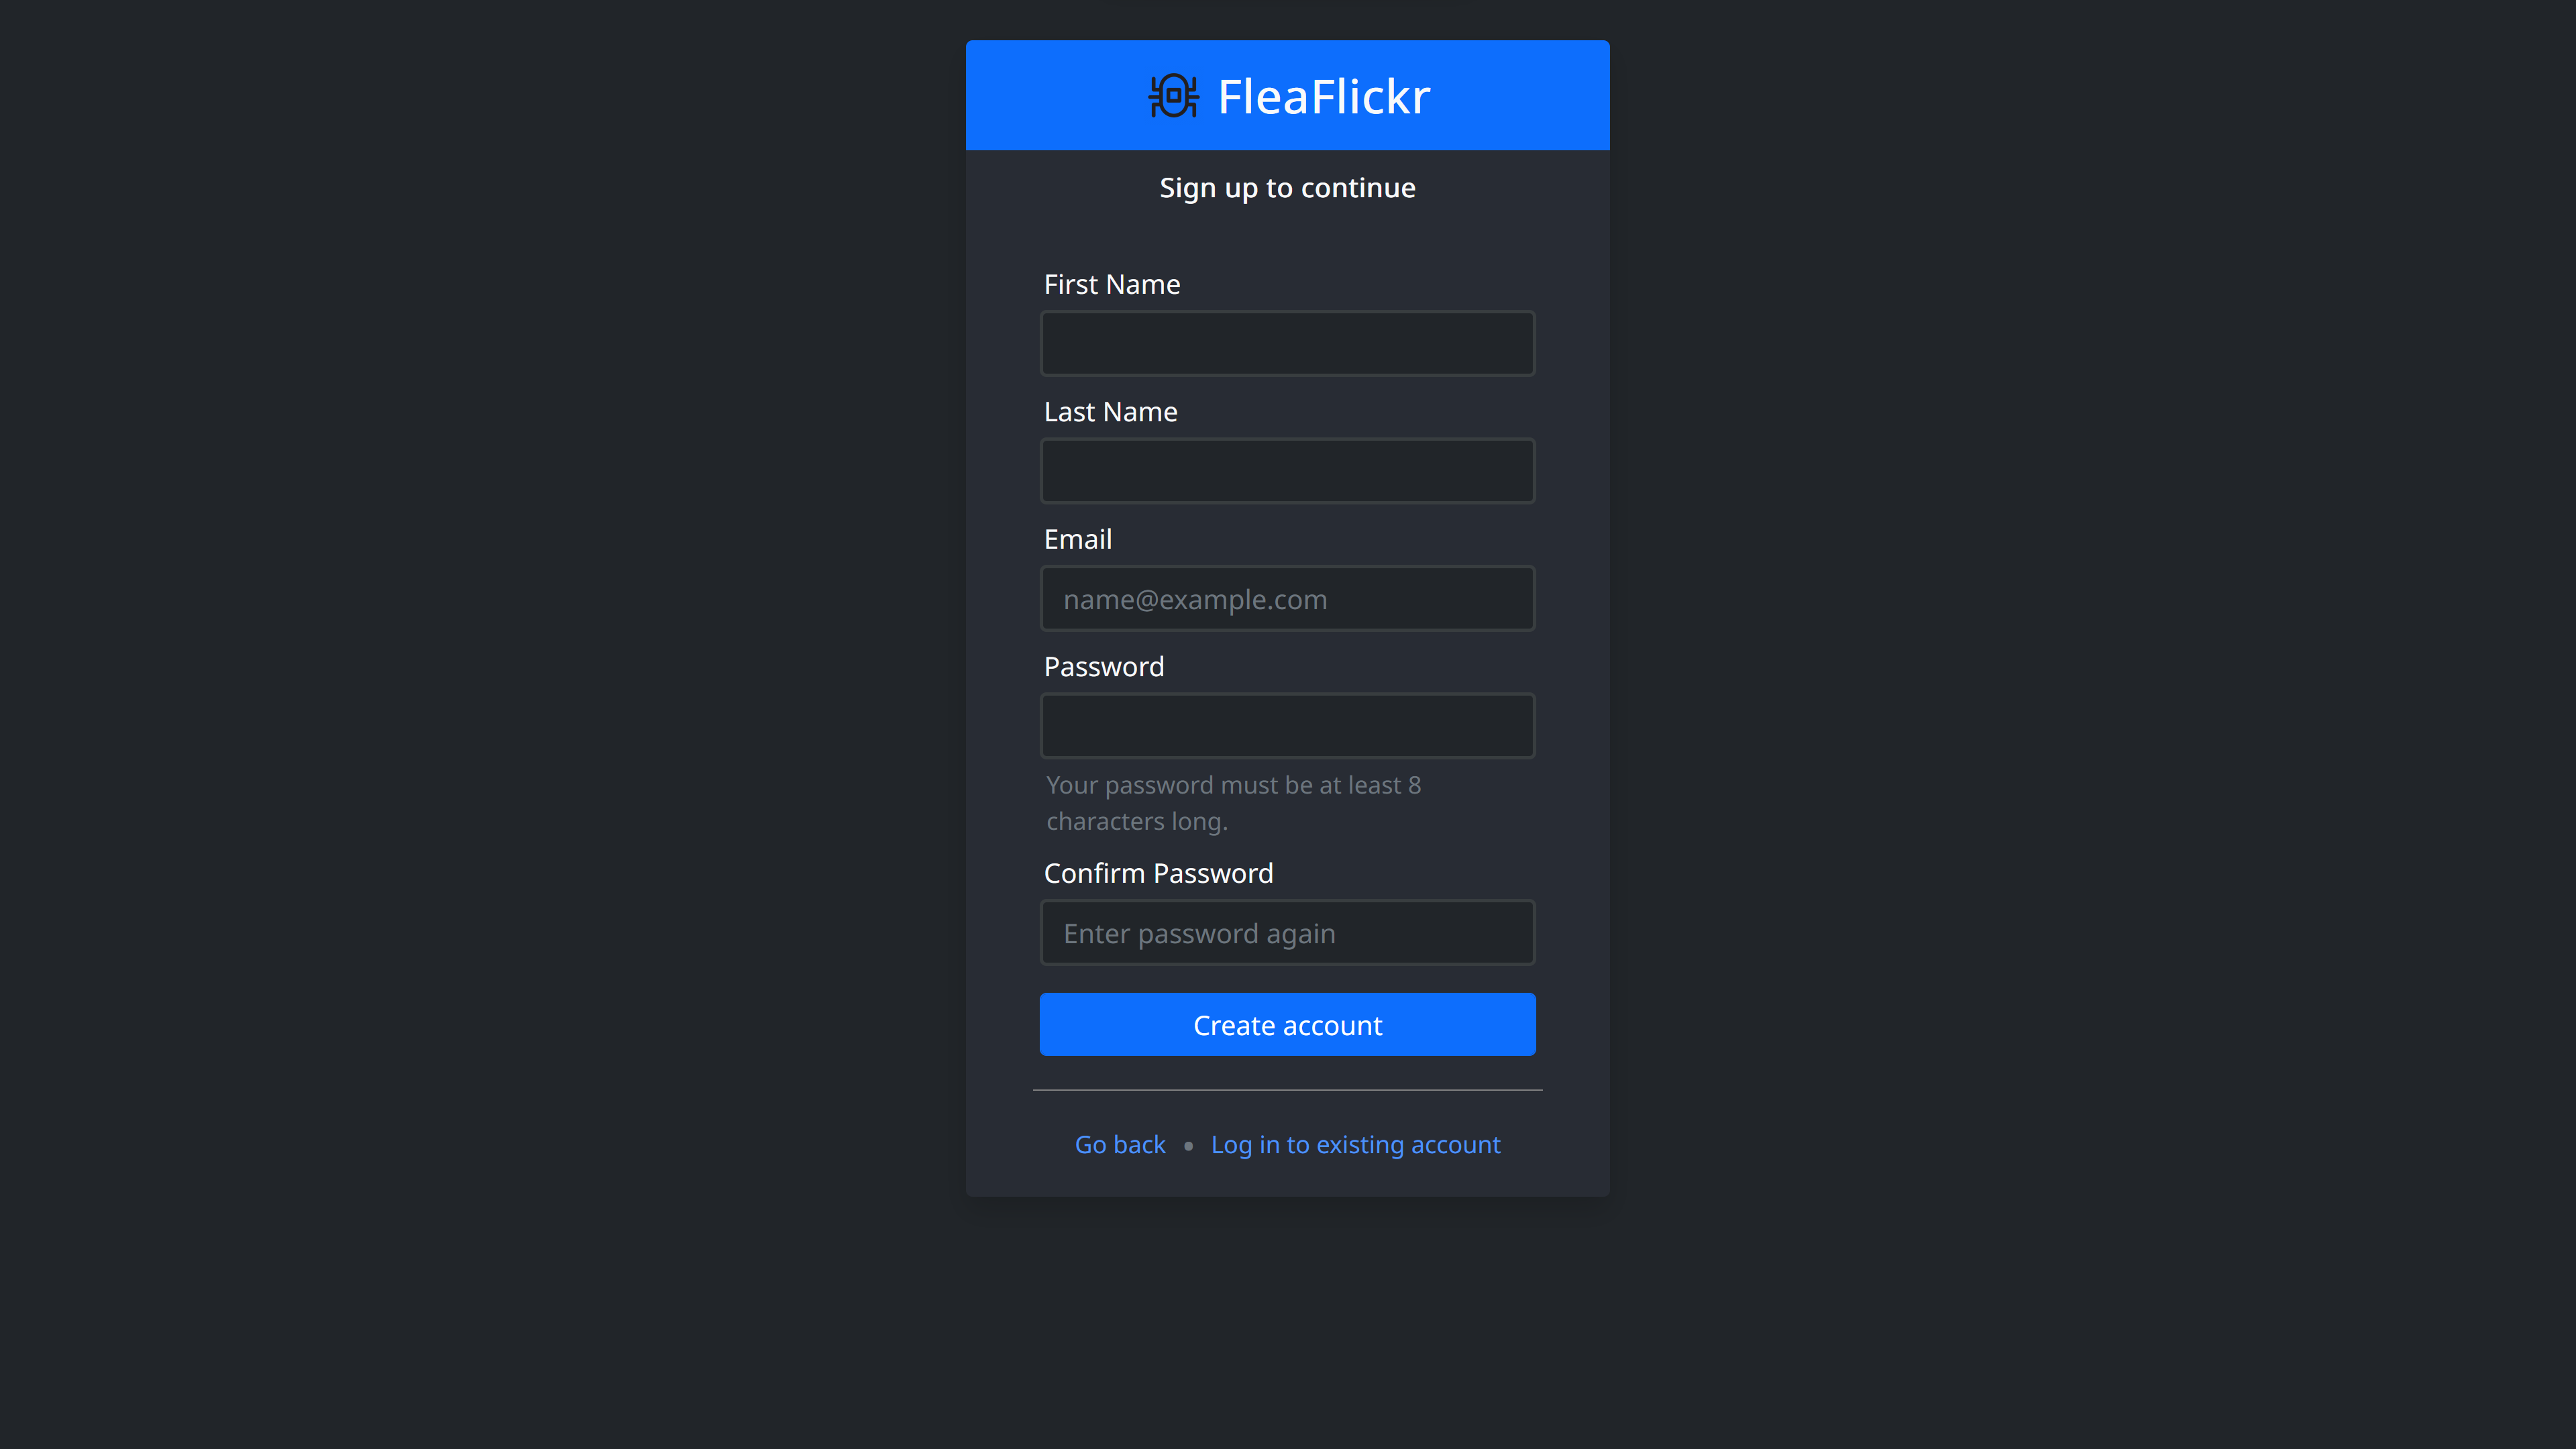 FleaFlickr
Sign up to continue
First Name
Last Name
Email
name@example.com
Password
Your password must be at least 8
characters long.
Confirm Password
Enter password again
Create account
Go back • Log in to existing account